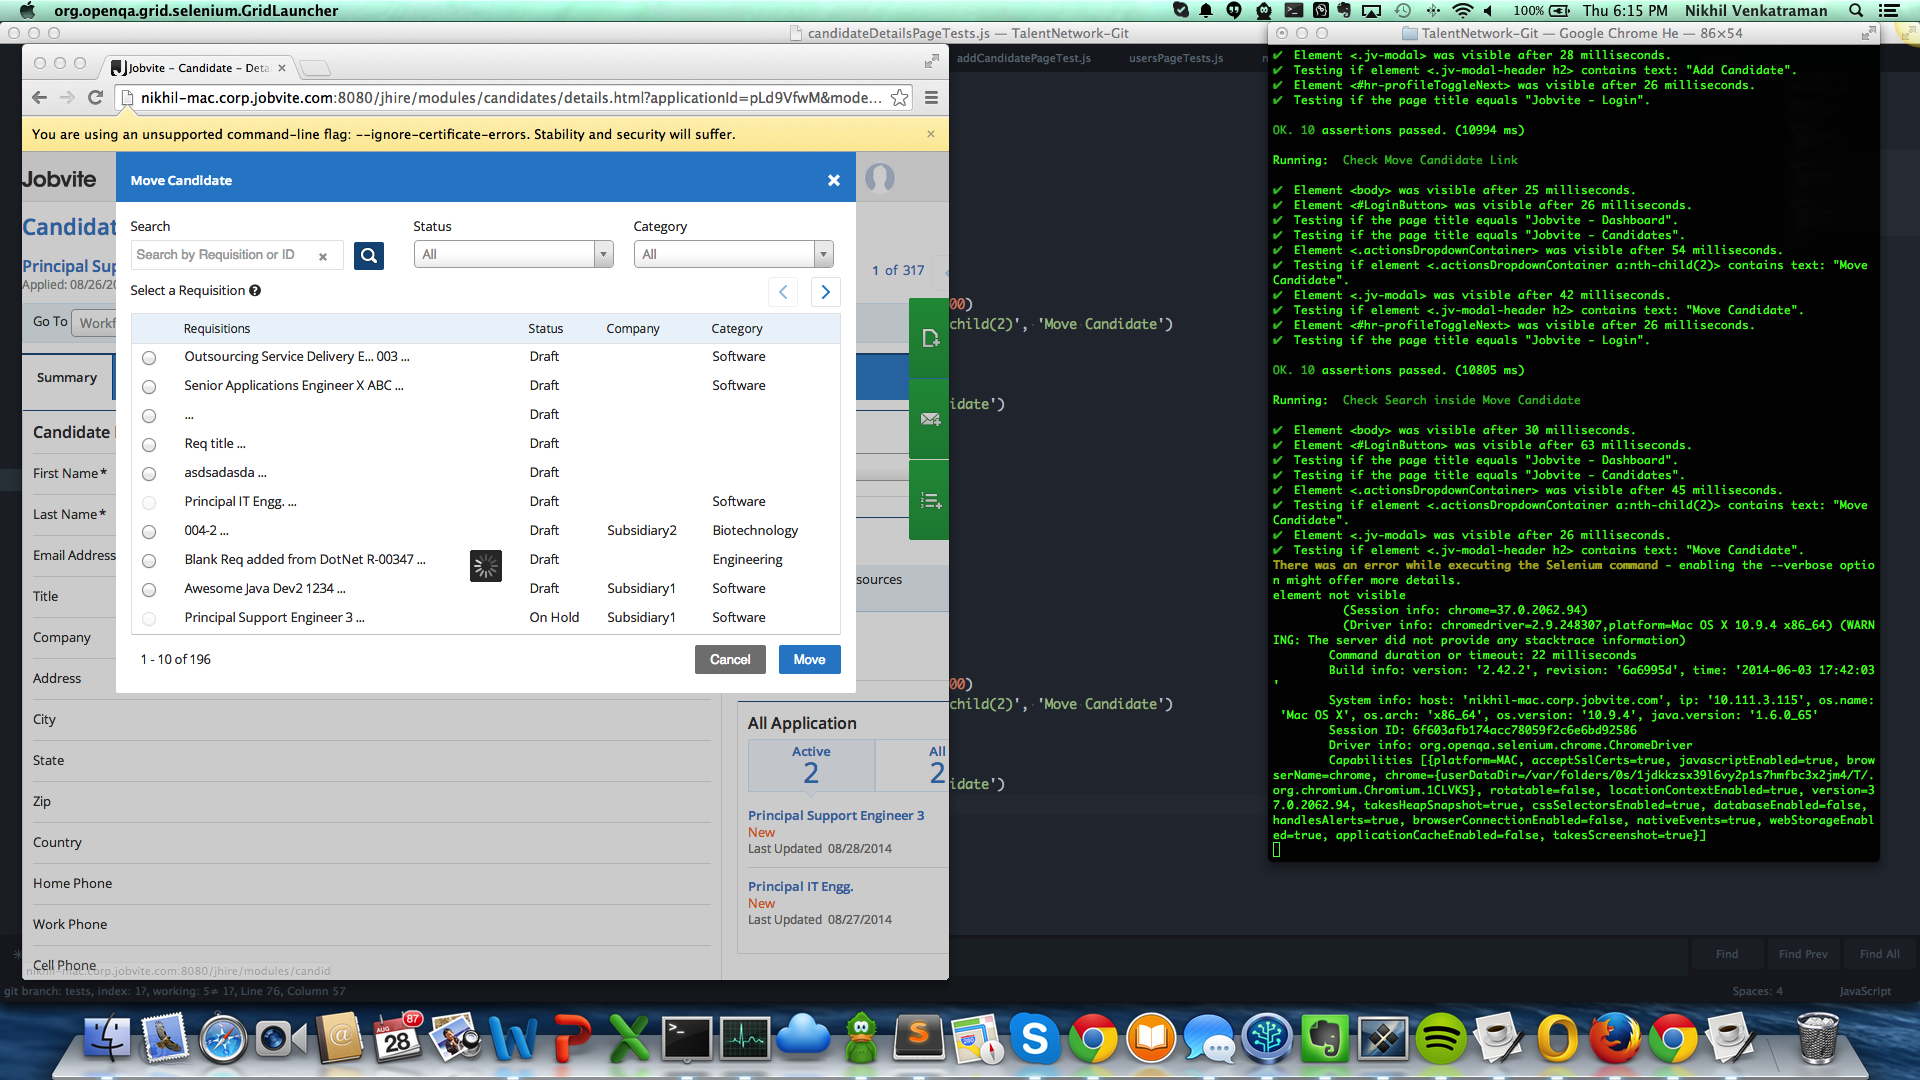 org.openqa.grid.selenium.GridLauncher
100%
Thu 6:15 PM
Nikhil Venkatraman
candidateDetailsPageTests.js — TalentNetwork-Git
addCandidatePageTest.js
usersPageTests.js
Jobvite - Candidate - Deta
nikhil-mac.corp.jobvite.com:8080/jhire/modules/candidates/details.html?applicationId=pLd9VfwM&mode...
You are using an unsupported command-line flag: --ignore-certificate-errors. Stability and security will suffer.
Jobvite
Candidat
Principal Sup
Applied: 08/26/20
Go To
Workf
1 of 317
Summary
Move Candidate
Search
Status
Category
Search by Requisition or ID
All
All
Select a Requisition
Requisitions Status Company Category
Outsourcing Service Delivery E... 003 ... Draft Software
Senior Applications Engineer X ABC ... Draft Software
... Draft
Req title ... Draft
asdsadasda ... Draft
Principal IT Engg. ... Draft Software
004-2 ... Draft Subsidiary2 Biotechnology
Blank Req added from DotNet R-00347 ... Draft Engineering
Awesome Java Dev2 1234 ... Draft Subsidiary1 Software
Principal Support Engineer 3 ... On Hold Subsidiary1 Software
1 - 10 of 196
Cancel
Move
Candidate
First Name*
Last Name*
Email Address
Title
Company
Address
City
State
Zip
Country
Home Phone
Work Phone
Cell Phone
nikhil-mac.corp.jobvite.com:8080/jhire/modules/candid
sources
All Application
Active
2
All
2
Principal Support Engineer 3
New
Last Updated 08/28/2014
Principal IT Engg.
New
Last Updated 08/27/2014
00)
child(2)', 'Move Candidate')
idate')
00)
child(2)', 'Move Candidate')
idate')
TalentNetwork-Git — Google Chrome He — 86×54
✔ Element <.jv-modal> was visible after 28 milliseconds.
✔ Testing if element <.jv-modal-header h2> contains text: "Add Candidate".
✔ Element <#hr-profileToggleNext> was visible after 26 milliseconds.
✔ Testing if the page title equals "Jobvite - Login".
OK. 10 assertions passed. (10994 ms)
Running: Check Move Candidate Link
✔ Element <body> was visible after 25 milliseconds.
✔ Element <#LoginButton> was visible after 26 milliseconds.
✔ Testing if the page title equals "Jobvite - Dashboard".
✔ Testing if the page title equals "Jobvite - Candidates".
✔ Element <.actionsDropdownContainer> was visible after 54 milliseconds.
✔ Testing if element <.actionsDropdownContainer a:nth-child(2)> contains text: "Move
Candidate".
✔ Element <.jv-modal> was visible after 42 milliseconds.
✔ Testing if element <.jv-modal-header h2> contains text: "Move Candidate".
✔ Element <#hr-profileToggleNext> was visible after 26 milliseconds.
✔ Testing if the page title equals "Jobvite - Login".
OK. 10 assertions passed. (10805 ms)
Running: Check Search inside Move Candidate
✔ Element <body> was visible after 30 milliseconds.
✔ Element <#LoginButton> was visible after 63 milliseconds.
✔ Testing if the page title equals "Jobvite - Dashboard".
✔ Testing if the page title equals "Jobvite - Candidates".
✔ Element <.actionsDropdownContainer> was visible after 45 milliseconds.
✔ Testing if element <.actionsDropdownContainer a:nth-child(2)> contains text: "Move
Candidate".
✔ Element <.jv-modal> was visible after 26 milliseconds.
✔ Testing if element <.jv-modal-header h2> contains text: "Move Candidate".
There was an error while executing the Selenium command - enabling the --verbose optio
n might offer more details.
element not visible
(Session info: chrome=37.0.2062.94)
(Driver info: chromedriver=2.9.248307,platform=Mac OS X 10.9.4 x86_64) (WARN
ING: The server did not provide any stacktrace information)
Command duration or timeout: 22 milliseconds
Build info: version: '2.42.2', revision: '6a6995d', time: '2014-06-03 17:42:03
'
System info: host: 'nikhil-mac.corp.jobvite.com', ip: '10.111.3.115', os.name:
'Mac OS X', os.arch: 'x86_64', os.version: '10.9.4', java.version: '1.6.0_65'
Session ID: 6f603afb174acc78059f2c6e6bd92586
Driver info: org.openqa.selenium.chrome.ChromeDriver
Capabilities [{platform=MAC, acceptSslCerts=true, javascriptEnabled=true, brow
serName=chrome, chrome={userDataDir=/var/folders/0s/1jdkkzsx39l6vy2p1s7hmfbc3x2jm4/T/.
org.chromium.Chromium.1CLVK5}, rotatable=false, locationContextEnabled=true, version=3
7.0.2062.94, takesHeapSnapshot=true, cssSelectorsEnabled=true, databaseEnabled=false,
handlesAlerts=true, browserConnectionEnabled=false, nativeEvents=true, webStorageEnabl
ed=true, applicationCacheEnabled=false, takesScreenshot=true}]
Find
Find Prev
Find All
git branch: tests, index: 1?, working: 5≠ 1?, Line 76, Column 57
Spaces: 4
JavaScript
AUG
28
87